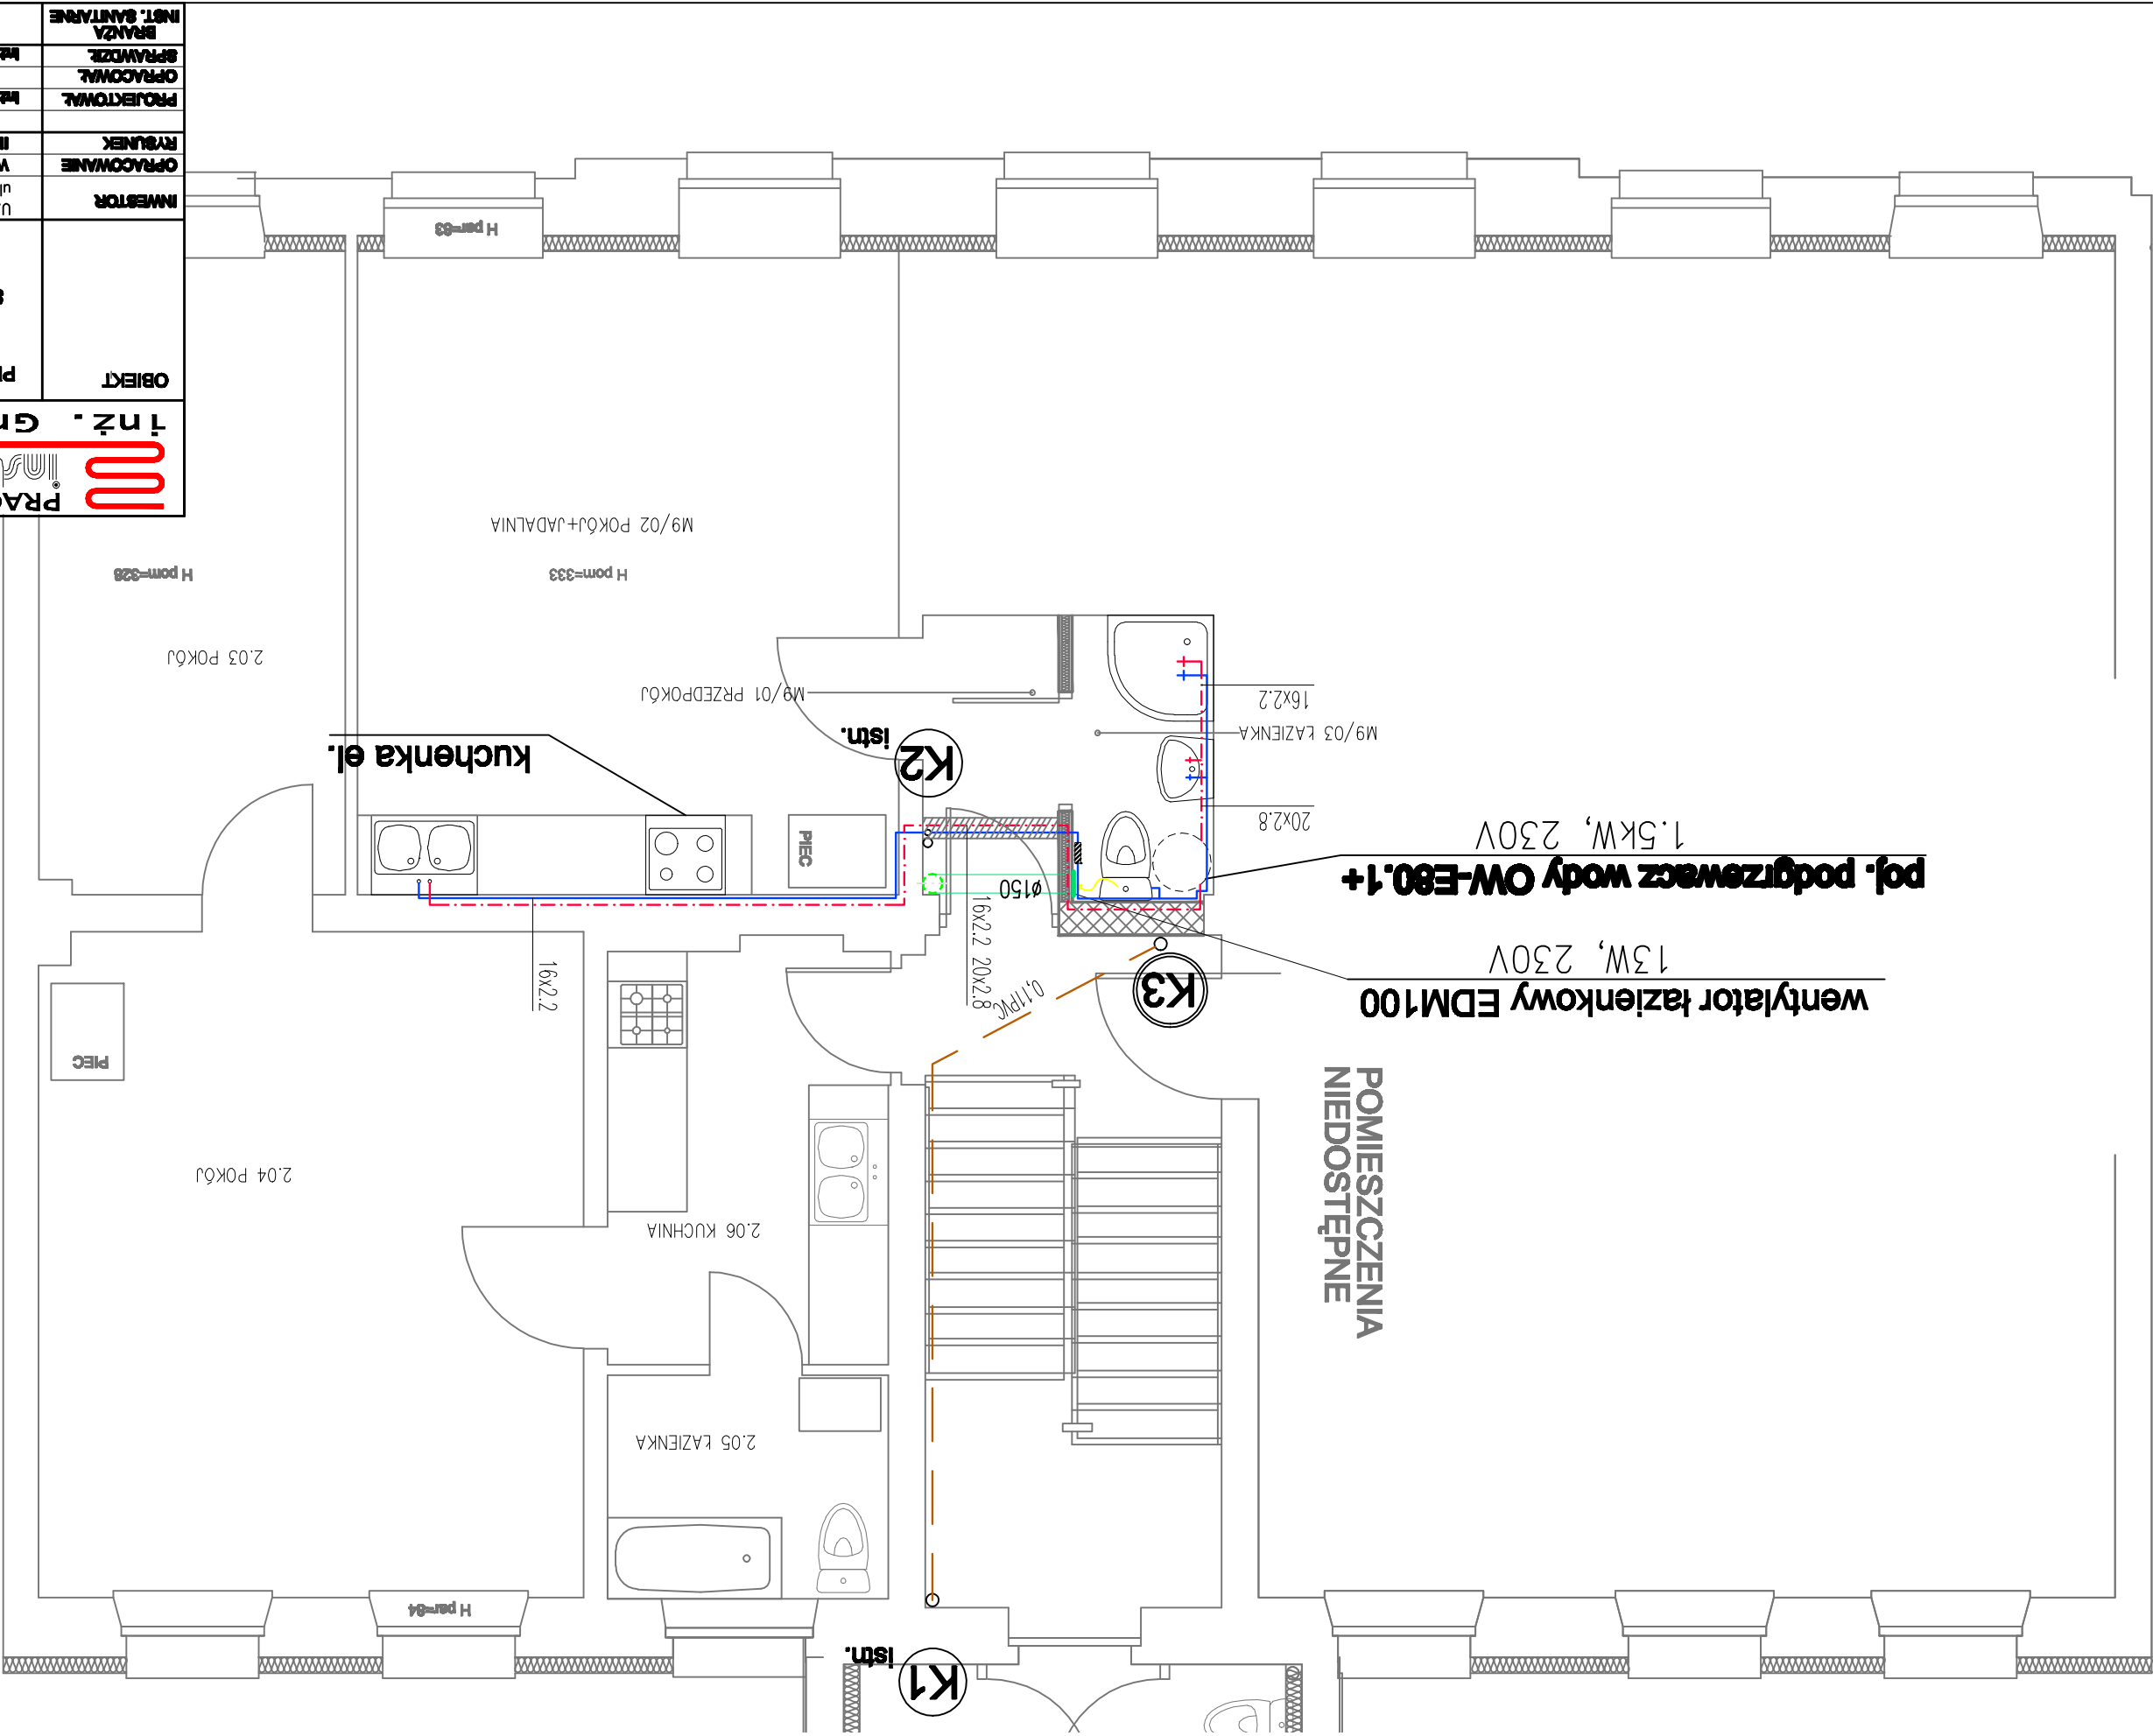 wentylator łazienkowy EDM100
13W, 230V
poj. podgrzewacz wody OW-E80.1+
1.5kW, 230V
POMIESZCZENIA
NIEDOSTĘPNE
K1
istn.
K2
istn.
K3
0,11PVC
16x2.2 20x2.8
ø150
20x2.8
16x2.2
M9/03 ŁAZIENKA
M9/01 PRZEDPOKÓJ
M9/02 POKÓJ+JADALNIA
H pom=333
kuchenka el.
PIEC
16x2.2
H par=84
2.05 ŁAZIENKA
2.06 KUCHNIA
2.04 POKÓJ
PIEC
2.03 POKÓJ
H pom=328
H par=83
inż.
OBIEKT
INWESTOR
OPRACOWANIE
RYSUNEK
PROJEKTOWAŁ
OPRACOWAŁ
SPRAWDZIŁ
BRANŻA
INST. SANITARNE
inż
inż